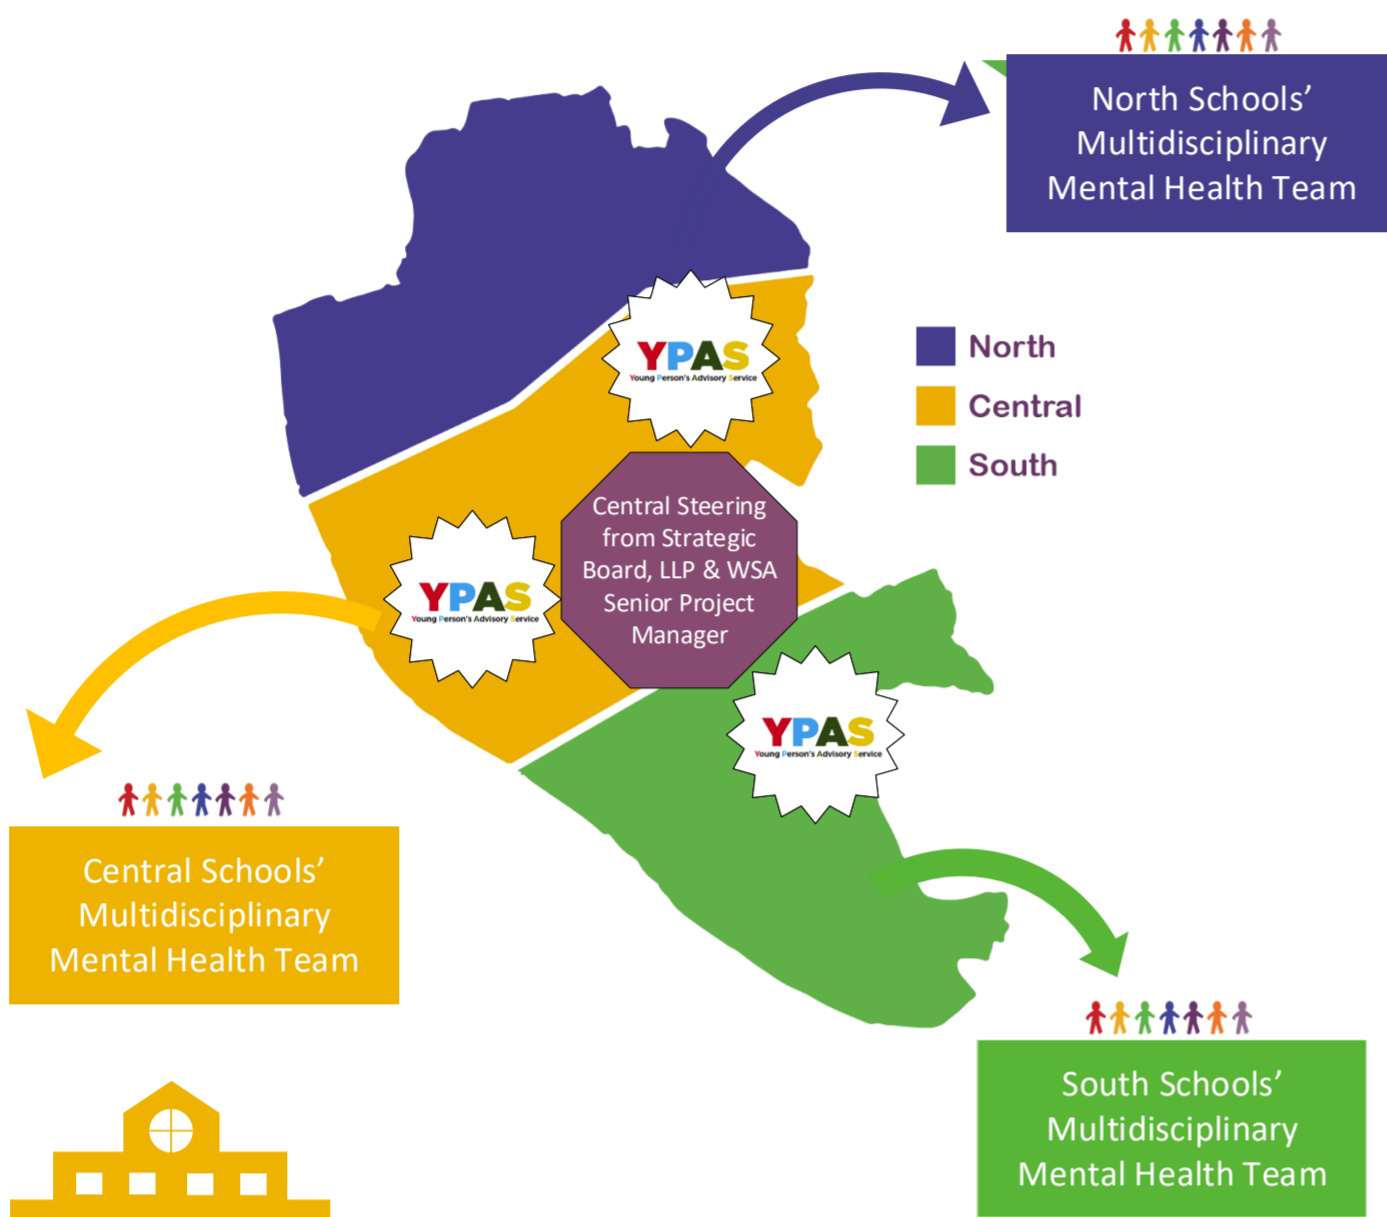 North Schools’
Multidisciplinary
Mental Health Team
North
Central
South
YPAS
Young Person's Advisory Service
Central Steering
from Strategic
Board, LLP & WSA
Senior Project
Manager
YPAS
Young Person's Advisory Service
YPAS
Young Person's Advisory Service
Central Schools’
Multidisciplinary
Mental Health Team
South Schools’
Multidisciplinary
Mental Health Team